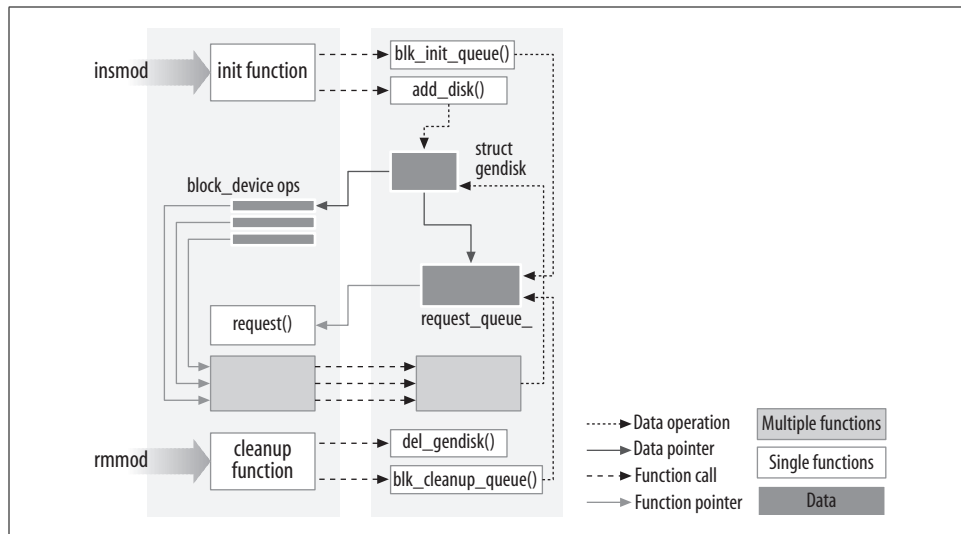 insmod
init function
blk_init_queue()
add_disk()
struct
gendisk
block_device ops
request_queue_
request()
rmmod
cleanup
function
del_gendisk()
blk_cleanup_queue()
Data operation
Data pointer
Function call
Function pointer
Multiple functions
Single functions
Data